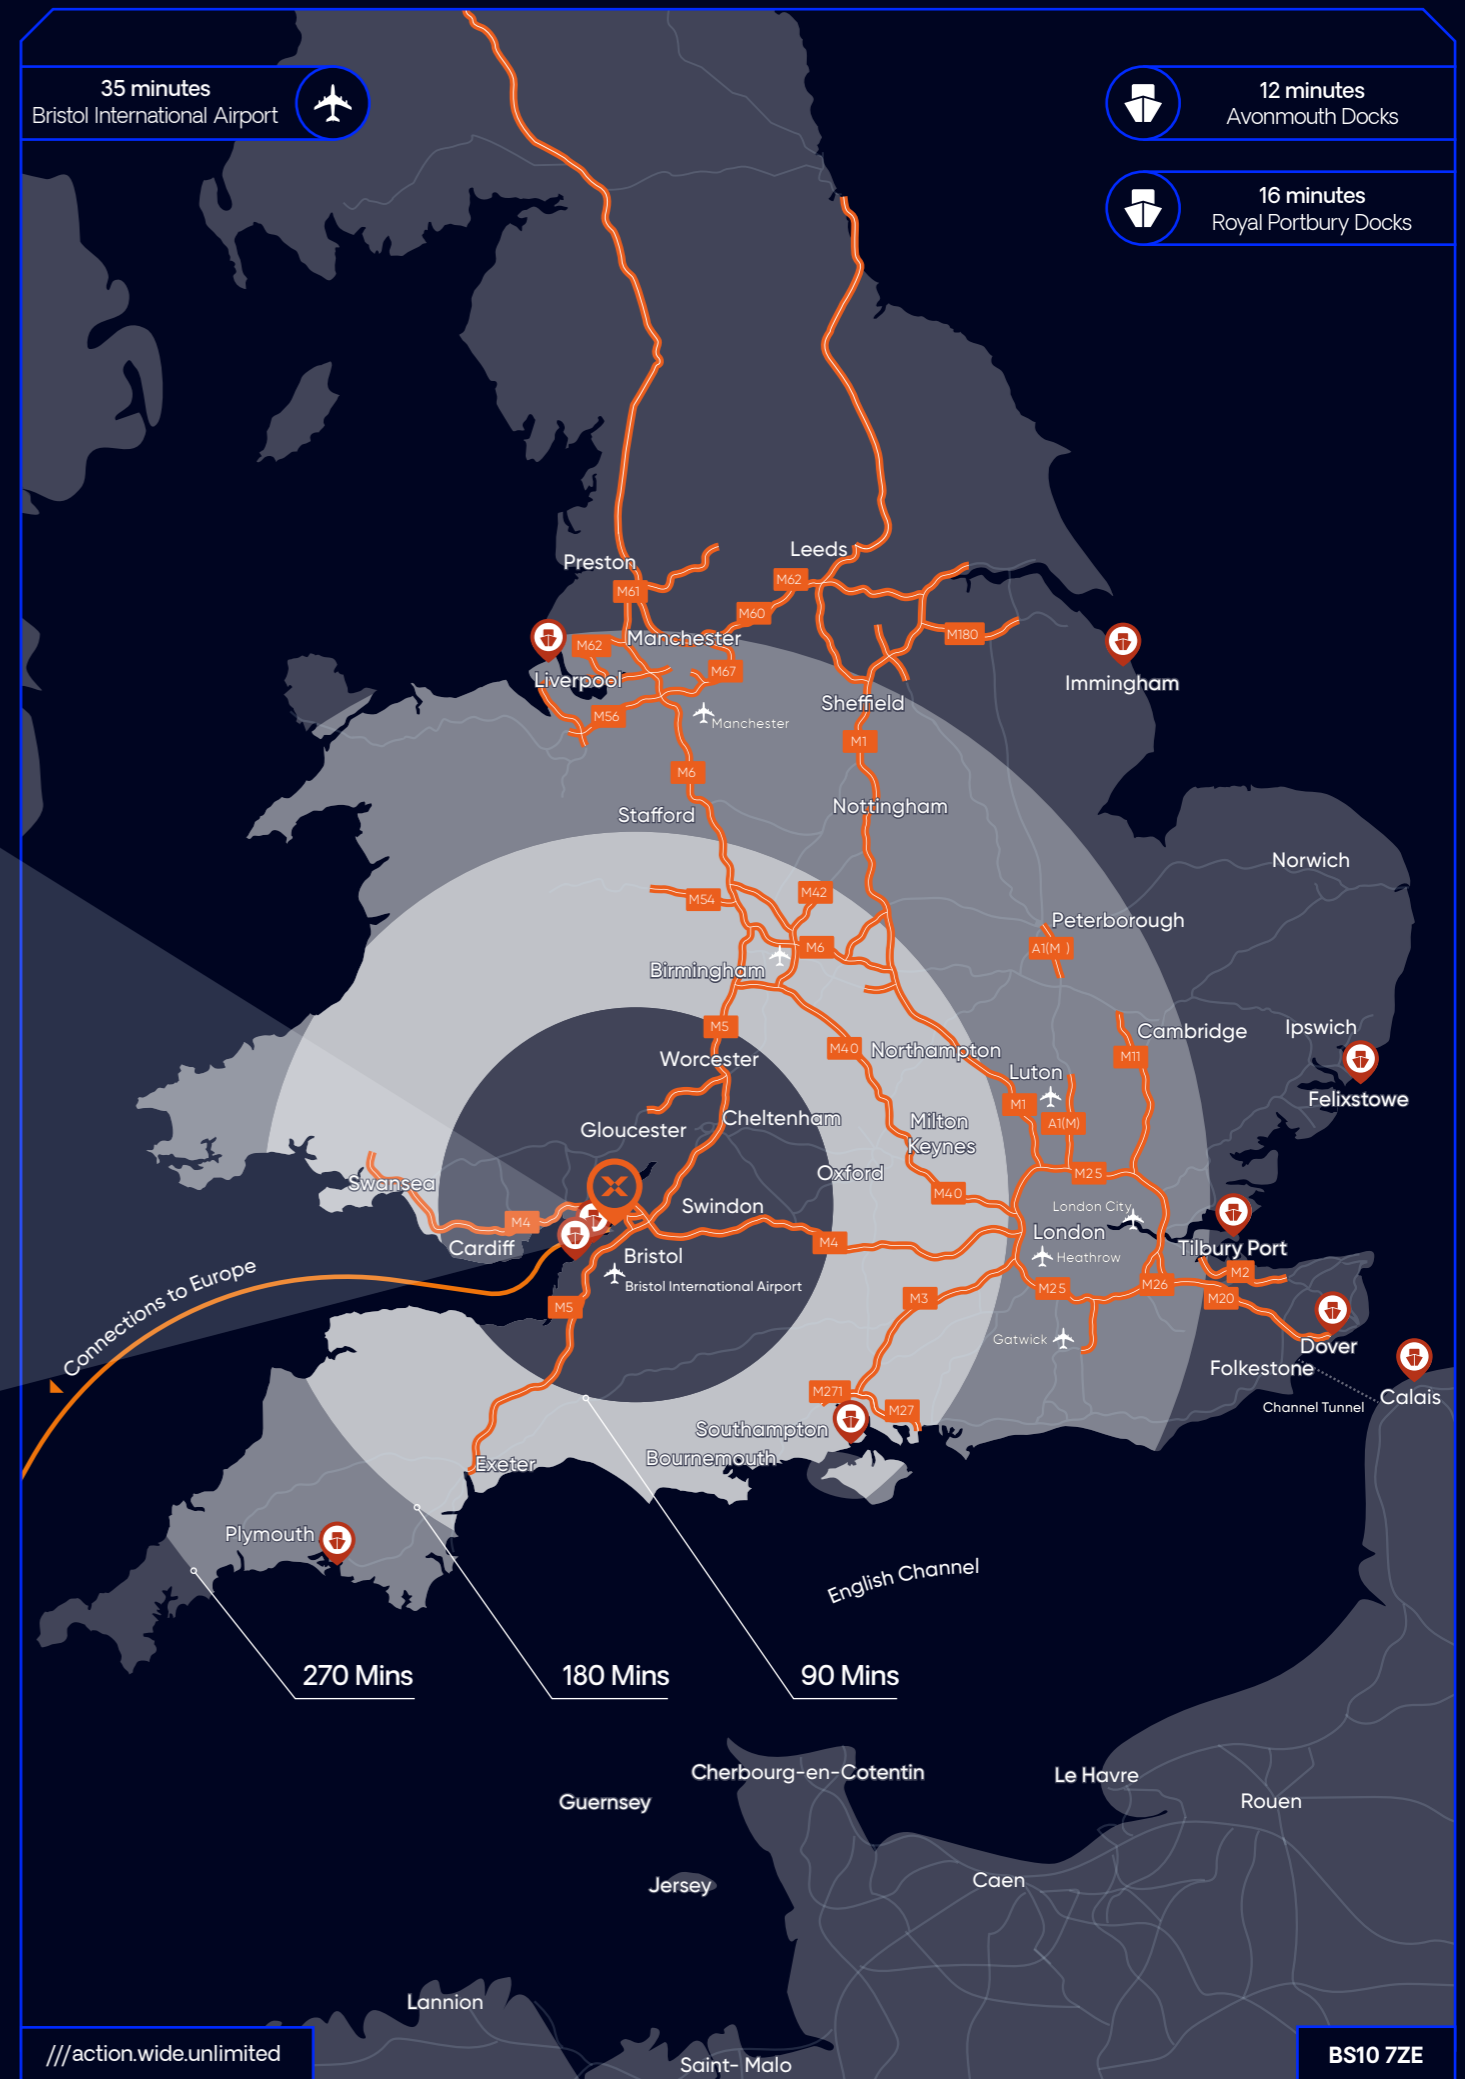 35 minutes
Bristol International Airport
12 minutes
Avonmouth Docks
16 minutes
Royal Portbury Docks
Preston
Leeds
M62
M61
M60
M180
Manchester
M62
M67
Liverpool
Immingham
Sheffield
M56
Manchester
M1
M6
Nottingham
Stafford
Norwich
M42
M54
Peterborough
M6
A1(M )
Birmingham
M5
Cambridge
Ipswich
M40
Northampton
M11
Worcester
Luton
Felixstowe
M1
Cheltenham
Milton
Keynes
A1(M)
Gloucester
Oxford
M25
Swansea
M40
Swindon
London City
M4
London
M4
Cardiff
Tilbury Port
Bristol
Heathrow
Connections to Europe
M2
Bristol International Airport
M25
M26
M20
M3
M5
Gatwick
Dover
Folkestone
M271
Calais
M27
Channel Tunnel
Southampton
Bournemouth
Exeter
Plymouth
English Channel
270 Mins
180 Mins
90 Mins
Cherbourg-en-Cotentin
Le Havre
Guernsey
Rouen
Caen
Jersey
Lannion
///action.wide.unlimited
BS10 7ZE
Saint- Malo